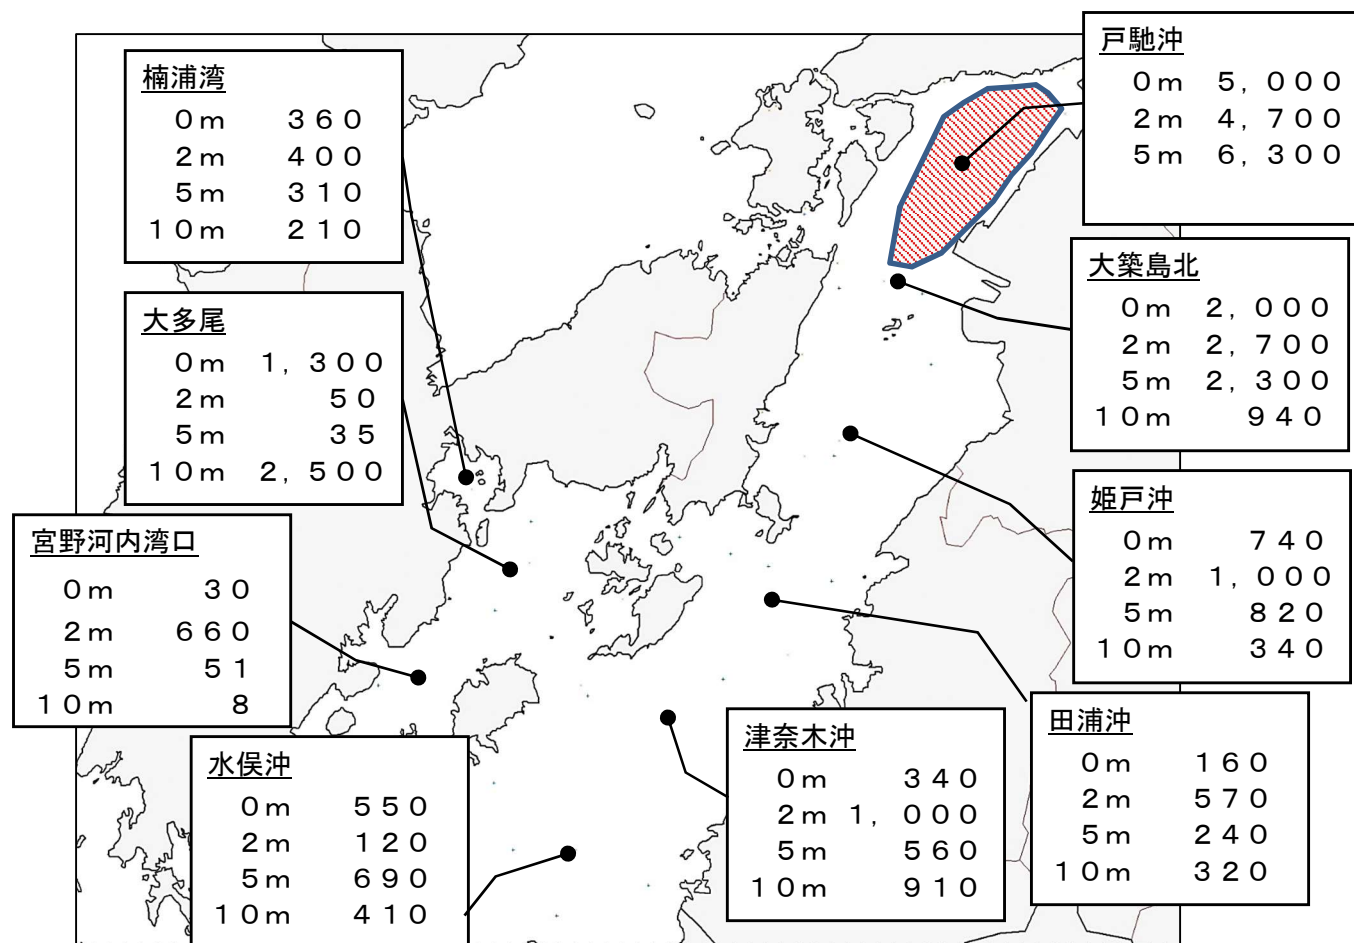 楠浦湾
0m 360
2m 400
5m 310
10m 210
大多尾
0m 1,300
2m 50
5m 35
10m 2,500
宮野河内湾口
0m 30
2m 660
5m 51
10m 8
水俣沖
0m 550
2m 120
5m 690
10m 410
津奈木沖
0m 340
2m 1,000
5m 560
10m 910
戸馳沖
0m 5,000
2m 4,700
5m 6,300
大築島北
0m 2,000
2m 2,700
5m 2,300
10m 940
姫戸沖
0m 740
2m 1,000
5m 820
10m 340
田浦沖
0m 160
2m 570
5m 240
10m 320